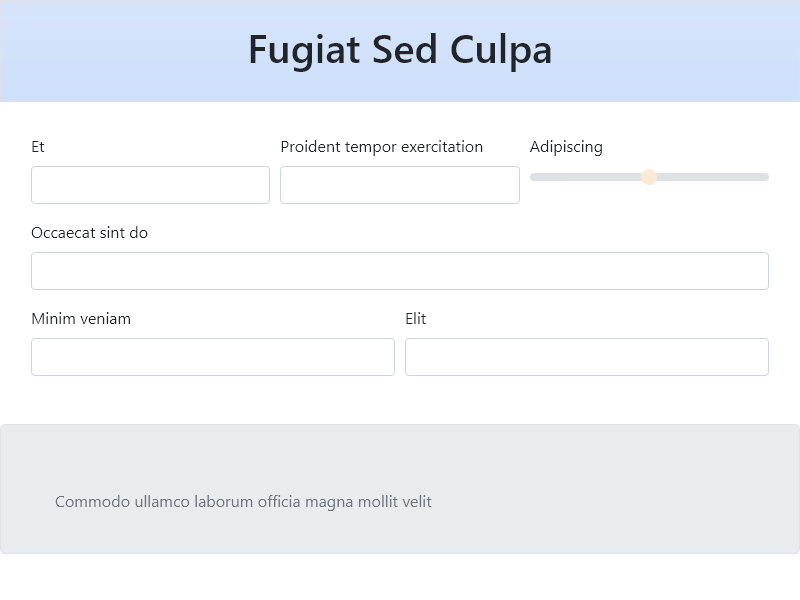 Fugiat Sed Culpa
Et
Proident tempor exercitation
Adipiscing
Occaecat sint do
Minim veniam
Elit
Commodo ullamco laborum officia magna mollit velit